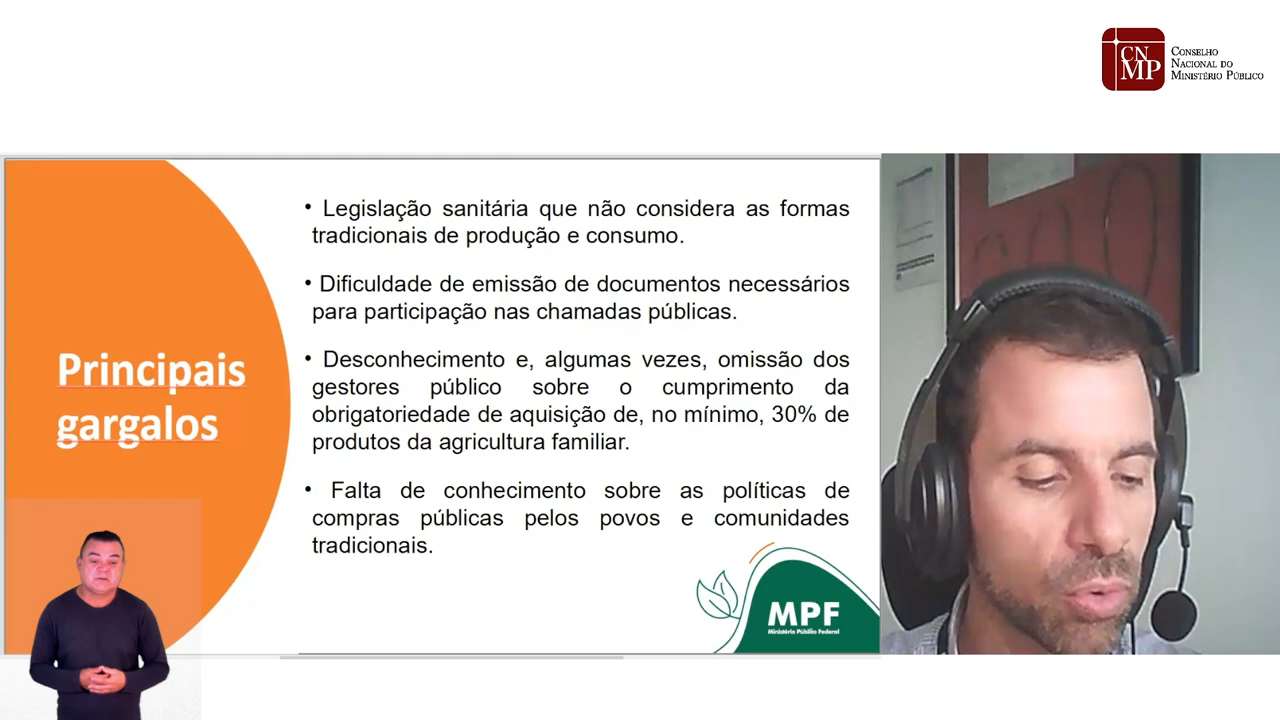 CN
MP
CONSELHO
NACIONAL DO
MINISTÉRIO PÚBLICO
Principais
gargalos
• Legislação sanitária que não considera as formas
tradicionais de produção e consumo.
• Dificuldade de emissão de documentos necessários
para participação nas chamadas públicas.
• Desconhecimento e, algumas vezes, omissão dos
gestores público sobre o cumprimento da
obrigatoriedade de aquisição de, no mínimo, 30% de
produtos da agricultura familiar.
• Falta de conhecimento sobre as políticas de
compras públicas pelos povos e comunidades
tradicionais.
MPF
Ministério Público Federal